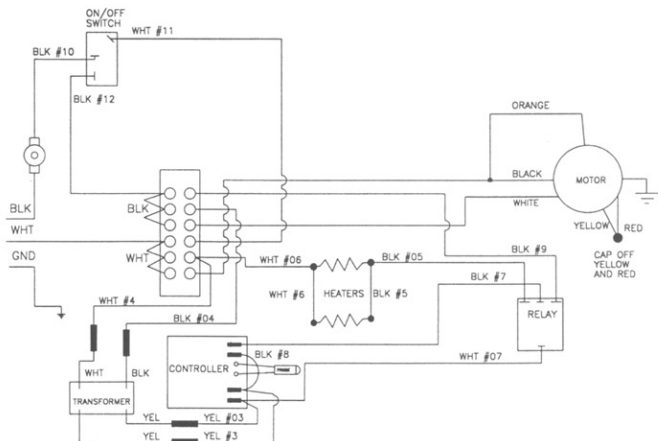 ON/OFF
SWITCH
WHT #11
BLK #10
BLK #12
ORANGE
BLACK
MOTOR
WHITE
BLK
BLK
WHT
YELLOW
RED
GND
WHT
WHT #06
BLK #05
BLK #9
CAP OFF
YELLOW
AND RED
BLK #7
WHT #6
HEATERS
BLK #5
WHT #4
BLK #04
RELAY
BLK #8
WHT #07
CONTROLLER
WHT
BLK
TRANSFORMER
YEL
YEL #03
YEL
YEL #3